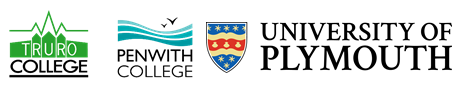 TRURO
COLLEGE
PENWITH
COLLEGE
UNIVERSITY OF
PLYMOUTH